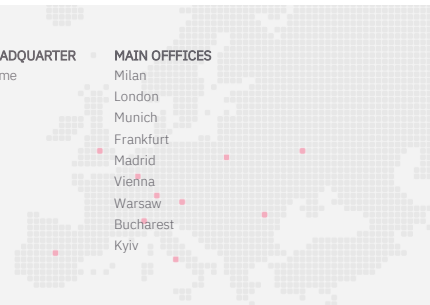 ADQUARTER
me
MAIN OFFFICES
Milan
London
Munich
Frankfurt
Madrid
Vienna
Warsaw
Bucharest
Kyiv